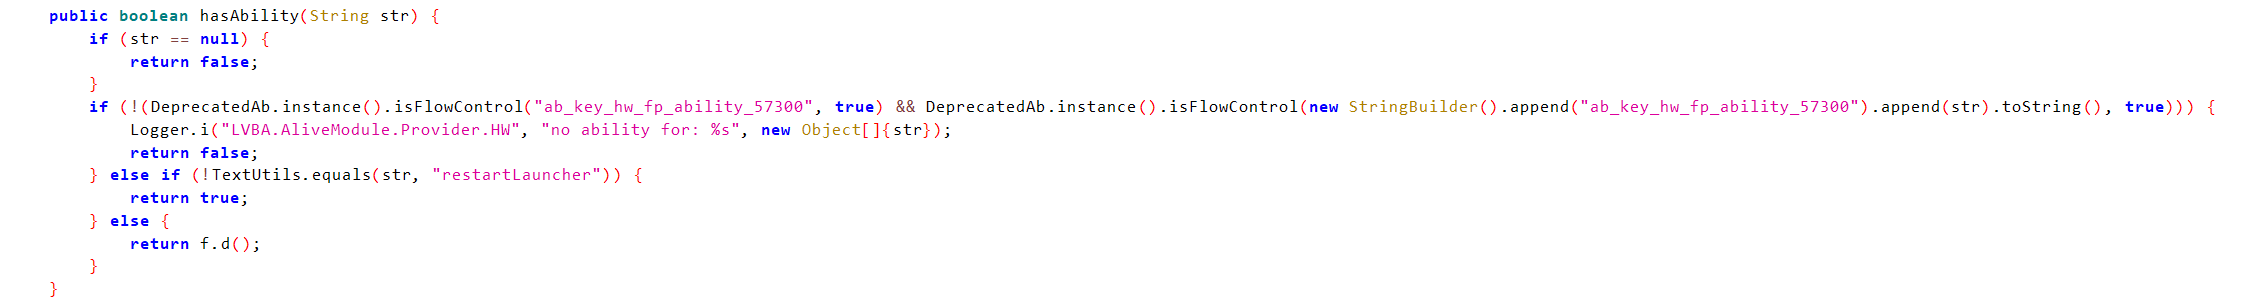 public boolean hasAbility(String str) {
    if (str == null) {
        return false;
    }
    if (!(DeprecatedAb.instance().isFlowControl("ab_key_hw_fp_ability_57300", true) && DeprecatedAb.instance().isFlowControl(new StringBuilder().append("ab_key_hw_fp_ability_57300").append(str).toString(), true))) {
        Logger.i("LVBA.AliveModule.Provider.HW", "no ability for: %s", new Object[]{str});
        return false;
    } else if (!TextUtils.equals(str, "restartLauncher")) {
        return true;
    } else {
        return f.d();
    }
}